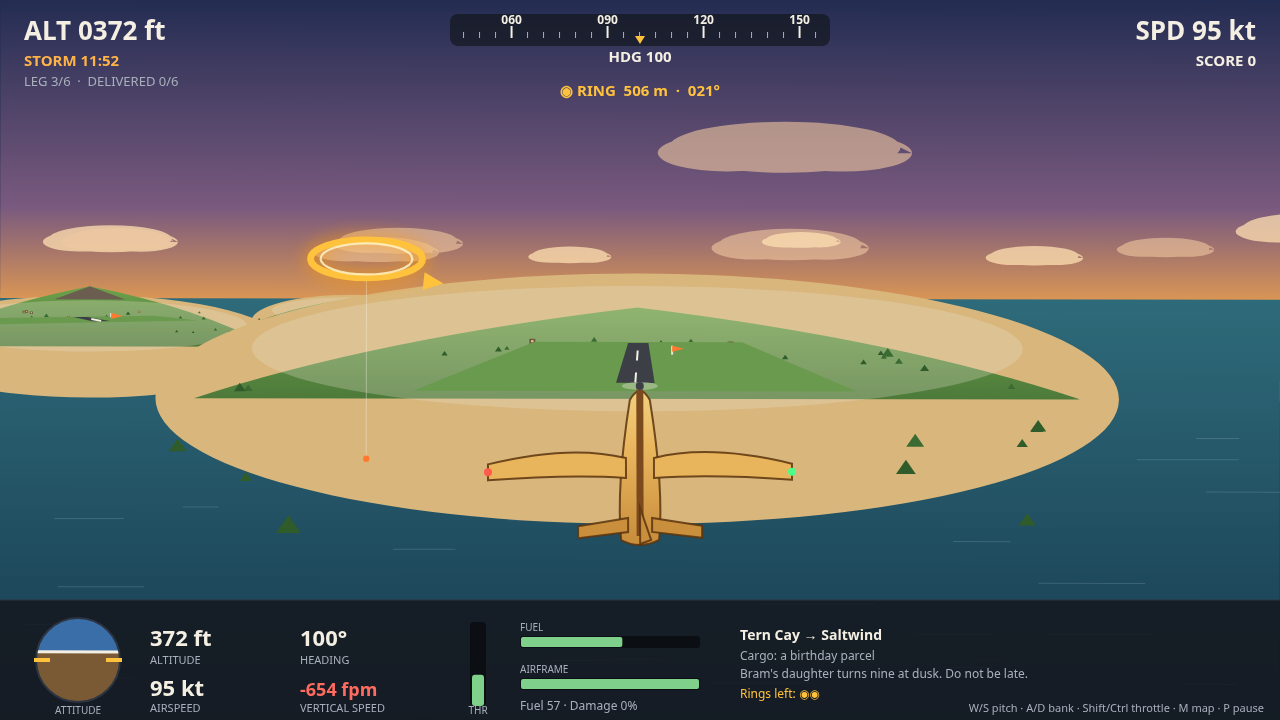 ALT 0372 ft
STORM 11:52
LEG 3/6 · DELIVERED 0/6
060 090 120 150
HDG 100
◉ RING 506 m · 021°
SPD 95 kt
SCORE 0
372 ft
ALTITUDE
95 kt
AIRSPEED
ATTITUDE
100°
HEADING
-654 fpm
VERTICAL SPEED
THR
FUEL
AIRFRAME
Fuel 57 · Damage 0%
Tern Cay → Saltwind
Cargo: a birthday parcel
Bram's daughter turns nine at dusk. Do not be late.
Rings left: ◉◉
W/S pitch · A/D bank · Shift/Ctrl throttle · M map · P pause